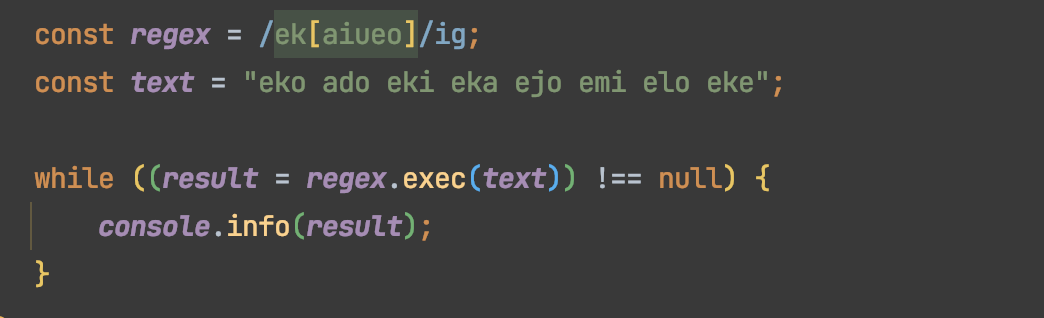 const regex = /ek[aiueo]/ig;
const text = "eko ado eki eka ejo emi elo eke";
while ((result = regex.exec(text)) !== null) {
console.info(result);
}